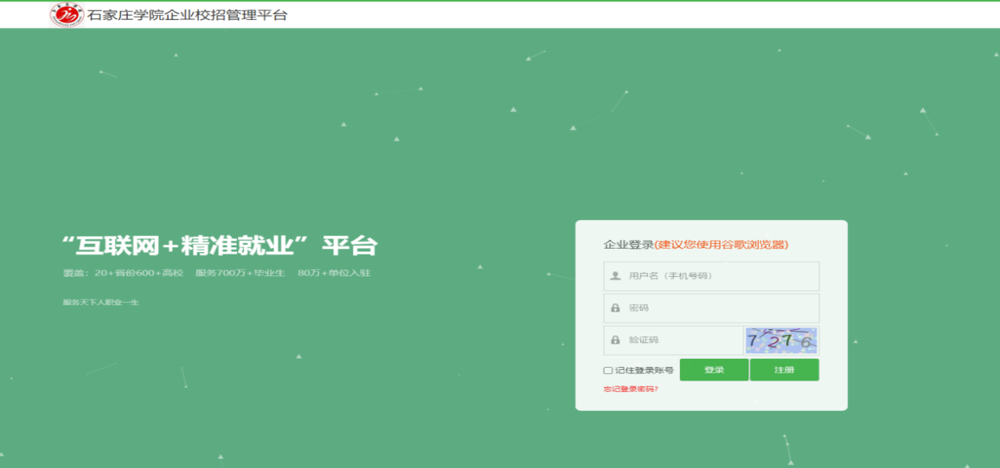 石家庄学院企业校招管理平台
“互联网+精准就业”平台
覆盖：20+省份600+高校 服务700万+毕业生 80万+单位入驻
服务天下人职业一生
企业登录(建议您使用谷歌浏览器)
用户名（手机号码）
密码
验证码
7276
记住登录账号 登录 注册
忘记登录密码?